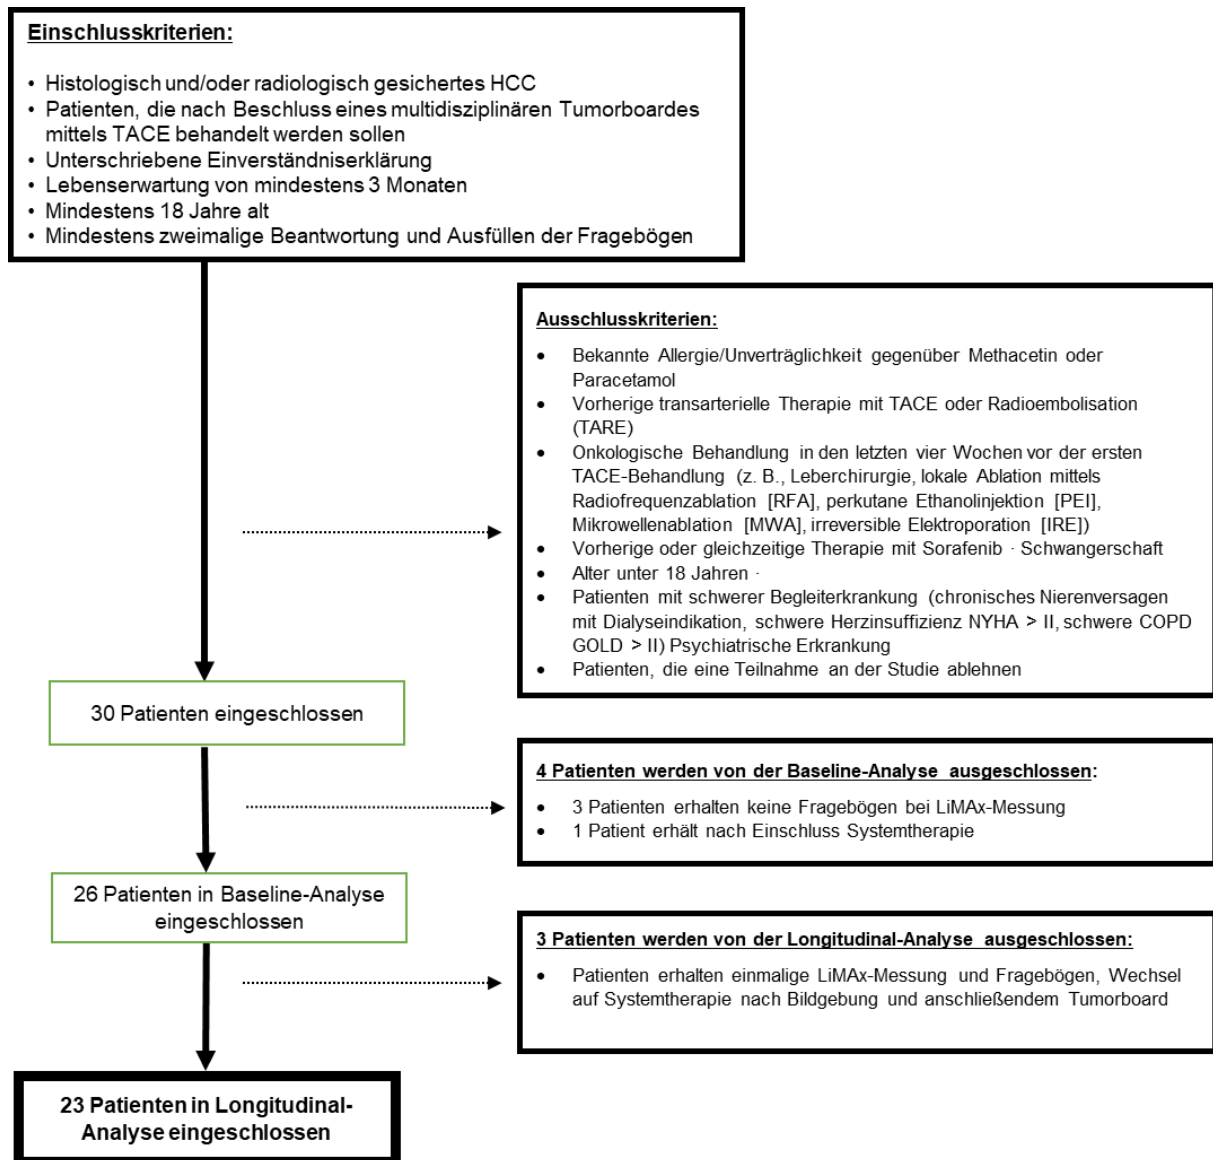 Einschlusskriterien:
• Histologisch und/oder radiologisch gesichertes HCC
• Patienten, die nach Beschluss eines multidisziplinären Tumorboardes
mittels TACE behandelt werden sollen
• Unterschriebene Einverständniserklärung
• Lebenserwartung von mindestens 3 Monaten
• Mindestens 18 Jahre alt
• Mindestens zweimalige Beantwortung und Ausfüllen der Fragebögen
Ausschlusskriterien:
• Bekannte Allergie/Unverträglichkeit gegenüber Methacetin oder
Paracetamol
• Vorherige transarterielle Therapie mit TACE oder Radioembolisation
(TARE)
• Onkologische Behandlung in den letzten vier Wochen vor der ersten
TACE-Behandlung (z. B., Leberchirurgie, lokale Ablation mittels
Radiofrequenzablation [RFA], perkutane Ethanolinjektion [PEI],
Mikrowellenablation [MWA], irreversible Elektroporation [IRE])
• Vorherige oder gleichzeitige Therapie mit Sorafenib · Schwangerschaft
• Alter unter 18 Jahren ·
• Patienten mit schwerer Begleiterkrankung (chronisches Nierenversagen
mit Dialyseindikation, schwere Herzinsuffizienz NYHA > II, schwere COPD
GOLD > II) Psychiatrische Erkrankung
• Patienten, die eine Teilnahme an der Studie ablehnen
30 Patienten eingeschlossen
4 Patienten werden von der Baseline-Analyse ausgeschlossen:
• 3 Patienten erhalten keine Fragebögen bei LiMAx-Messung
• 1 Patient erhält nach Einschluss Systemtherapie
26 Patienten in Baseline-Analyse
eingeschlossen
3 Patienten werden von der Longitudinal-Analyse ausgeschlossen:
• Patienten erhalten einmalige LiMAx-Messung und Fragebögen, Wechsel
auf Systemtherapie nach Bildgebung und anschließendem Tumorboard
23 Patienten in Longitudinal-
Analyse eingeschlossen